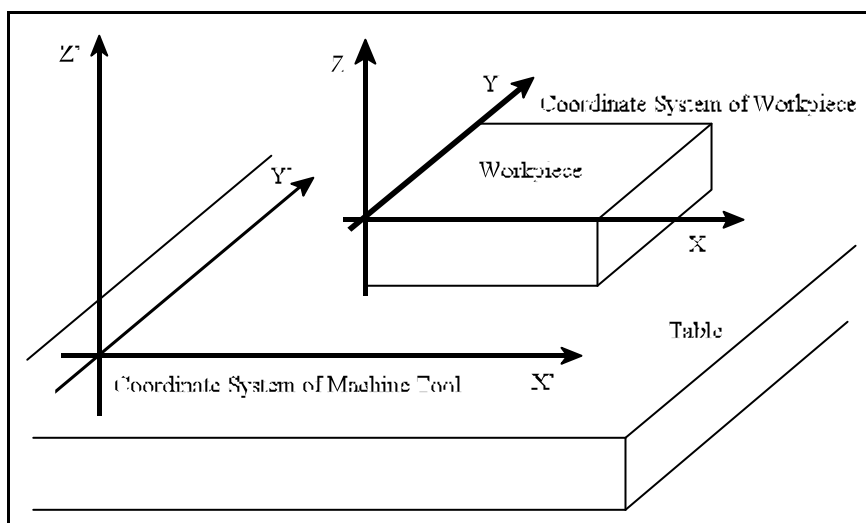 Z'
Z
Y
Coordinate System of Workpiece
Workpiece
Y'
X
Table
Coordinate System of Machine Tool
X'